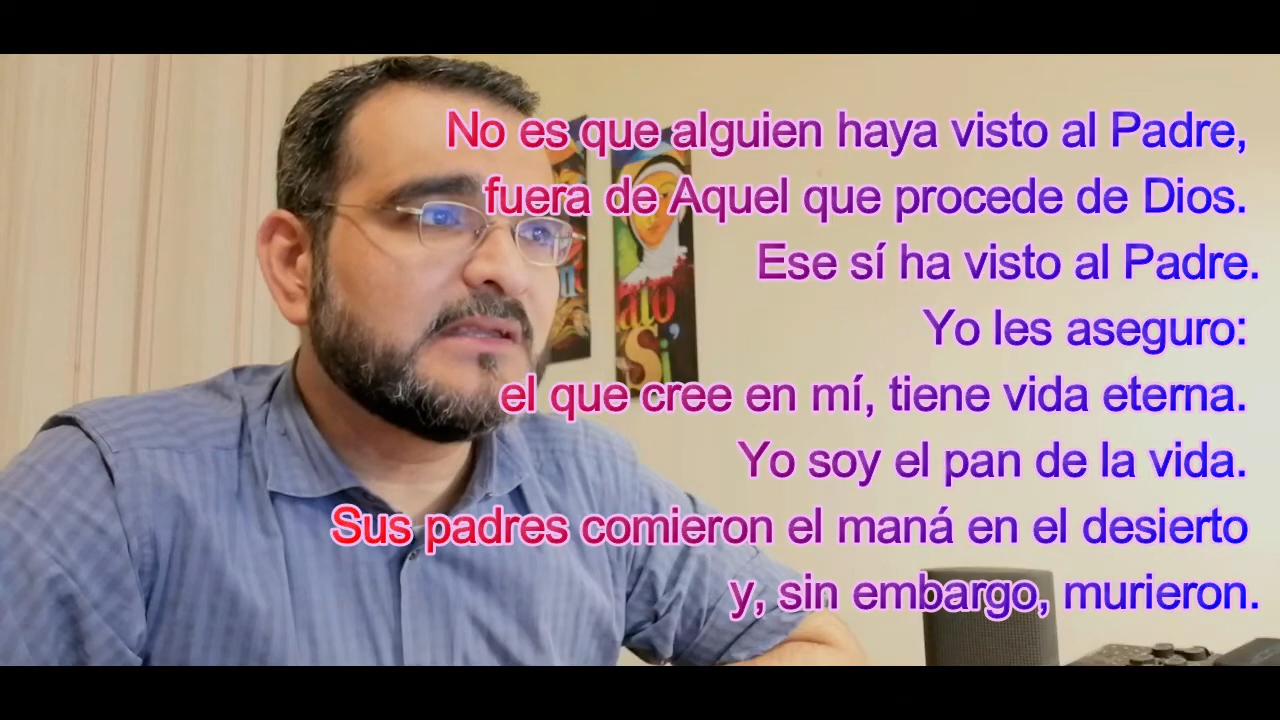 No es que alguien haya visto al Padre,
fuera de Aquel que procede de Dios.
Ese sí ha visto al Padre.
Yo les aseguro:
el que cree en mí, tiene vida eterna.
Yo soy el pan de la vida.
Sus padres comieron el maná en el desierto
y, sin embargo, murieron.